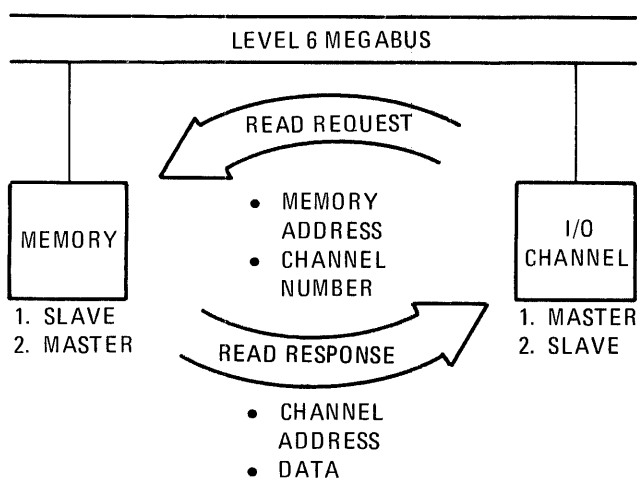 LEVEL 6 MEGABUS
READ REQUEST
MEMORY
I/O
CHANNEL
• MEMORY
ADDRESS
• CHANNEL
NUMBER
1. SLAVE
2. MASTER
1. MASTER
2. SLAVE
READ RESPONSE
• CHANNEL
ADDRESS
• DATA